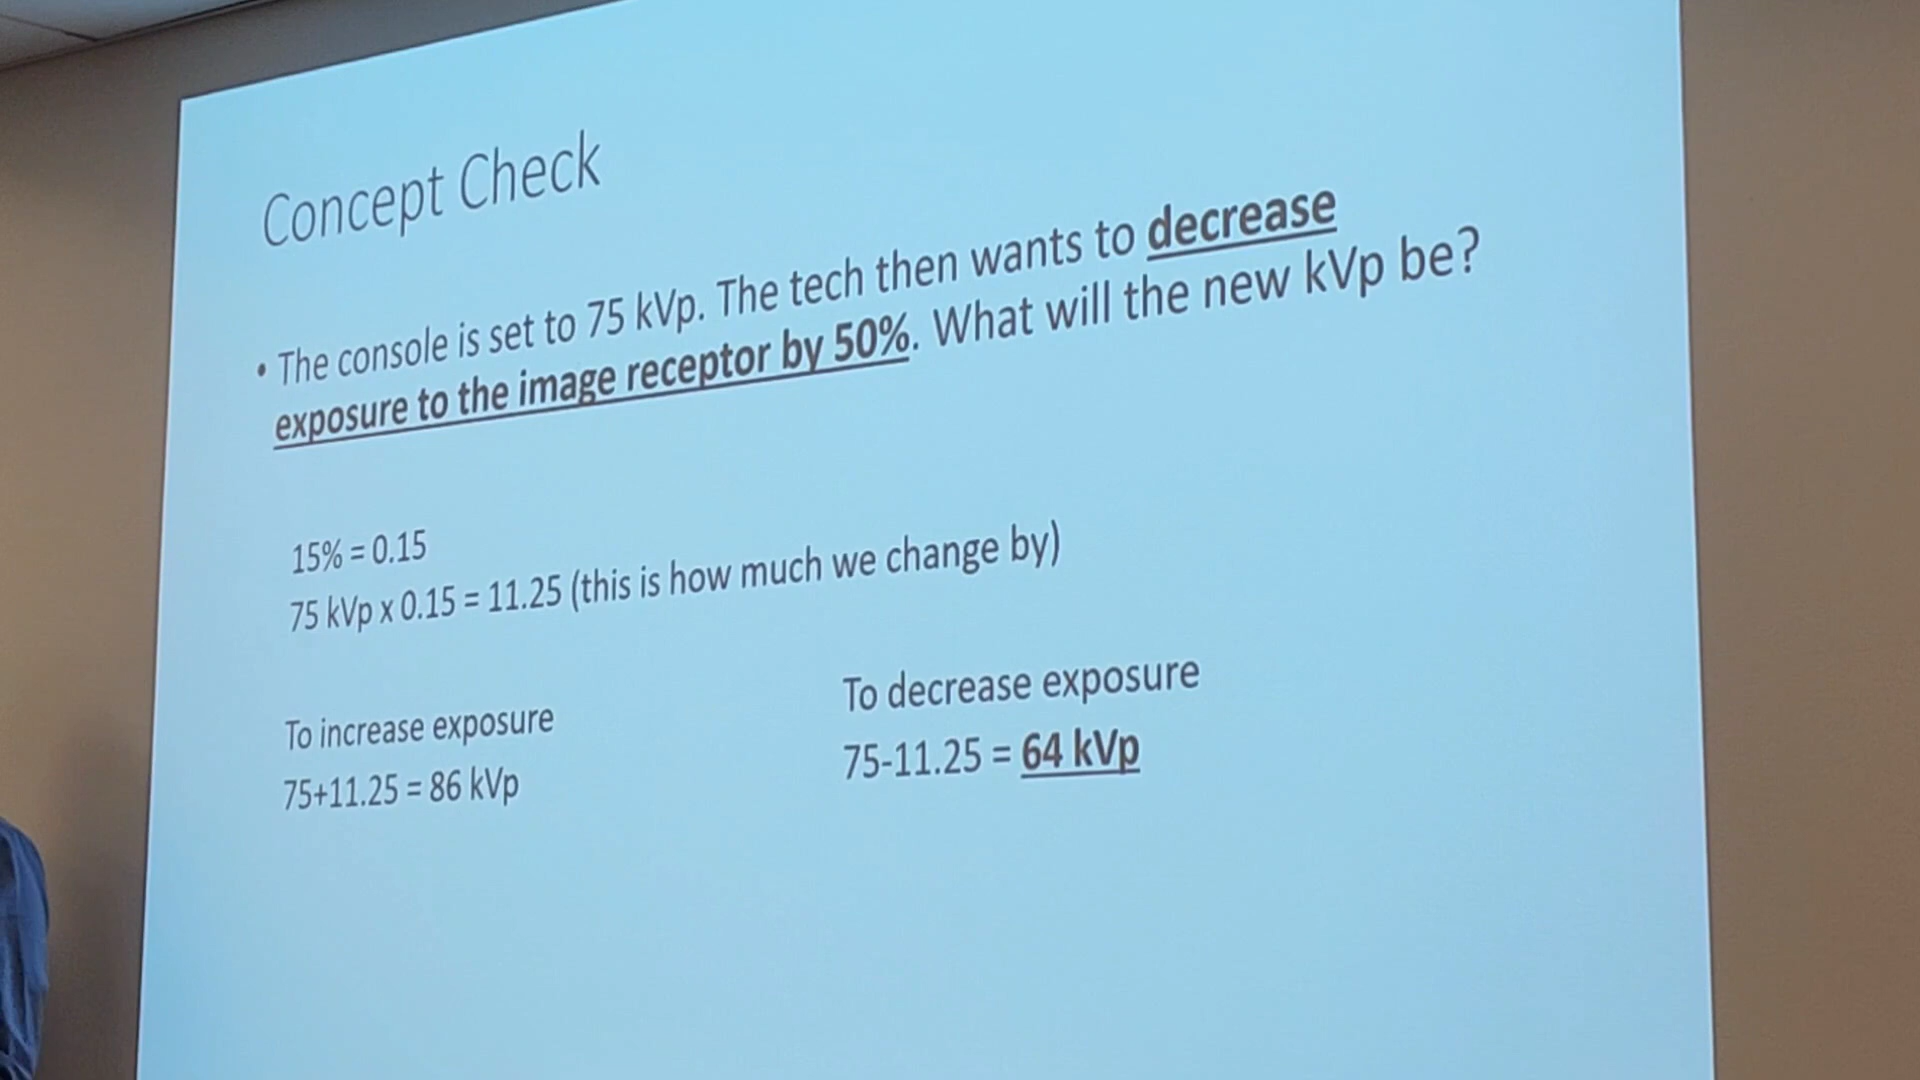 Concept Check
• The console is set to 75 kVp. The tech then wants to decrease
exposure to the image receptor by 50%. What will the new kVp be?
15% = 0.15
75 kVp x 0.15 = 11.25 (this is how much we change by)
To increase exposure
75+11.25 = 86 kVp
To decrease exposure
75-11.25 = 64 kVp